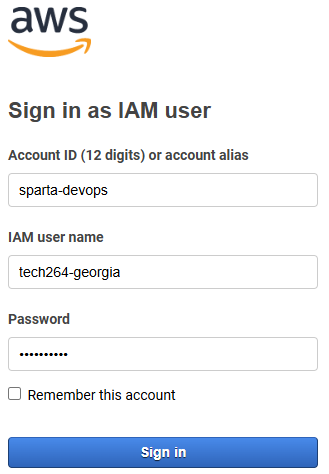 aws
Sign in as IAM user
Account ID (12 digits) or account alias
sparta-devops
IAM user name
tech264-georgia
Password
••••••••••
Remember this account
Sign in